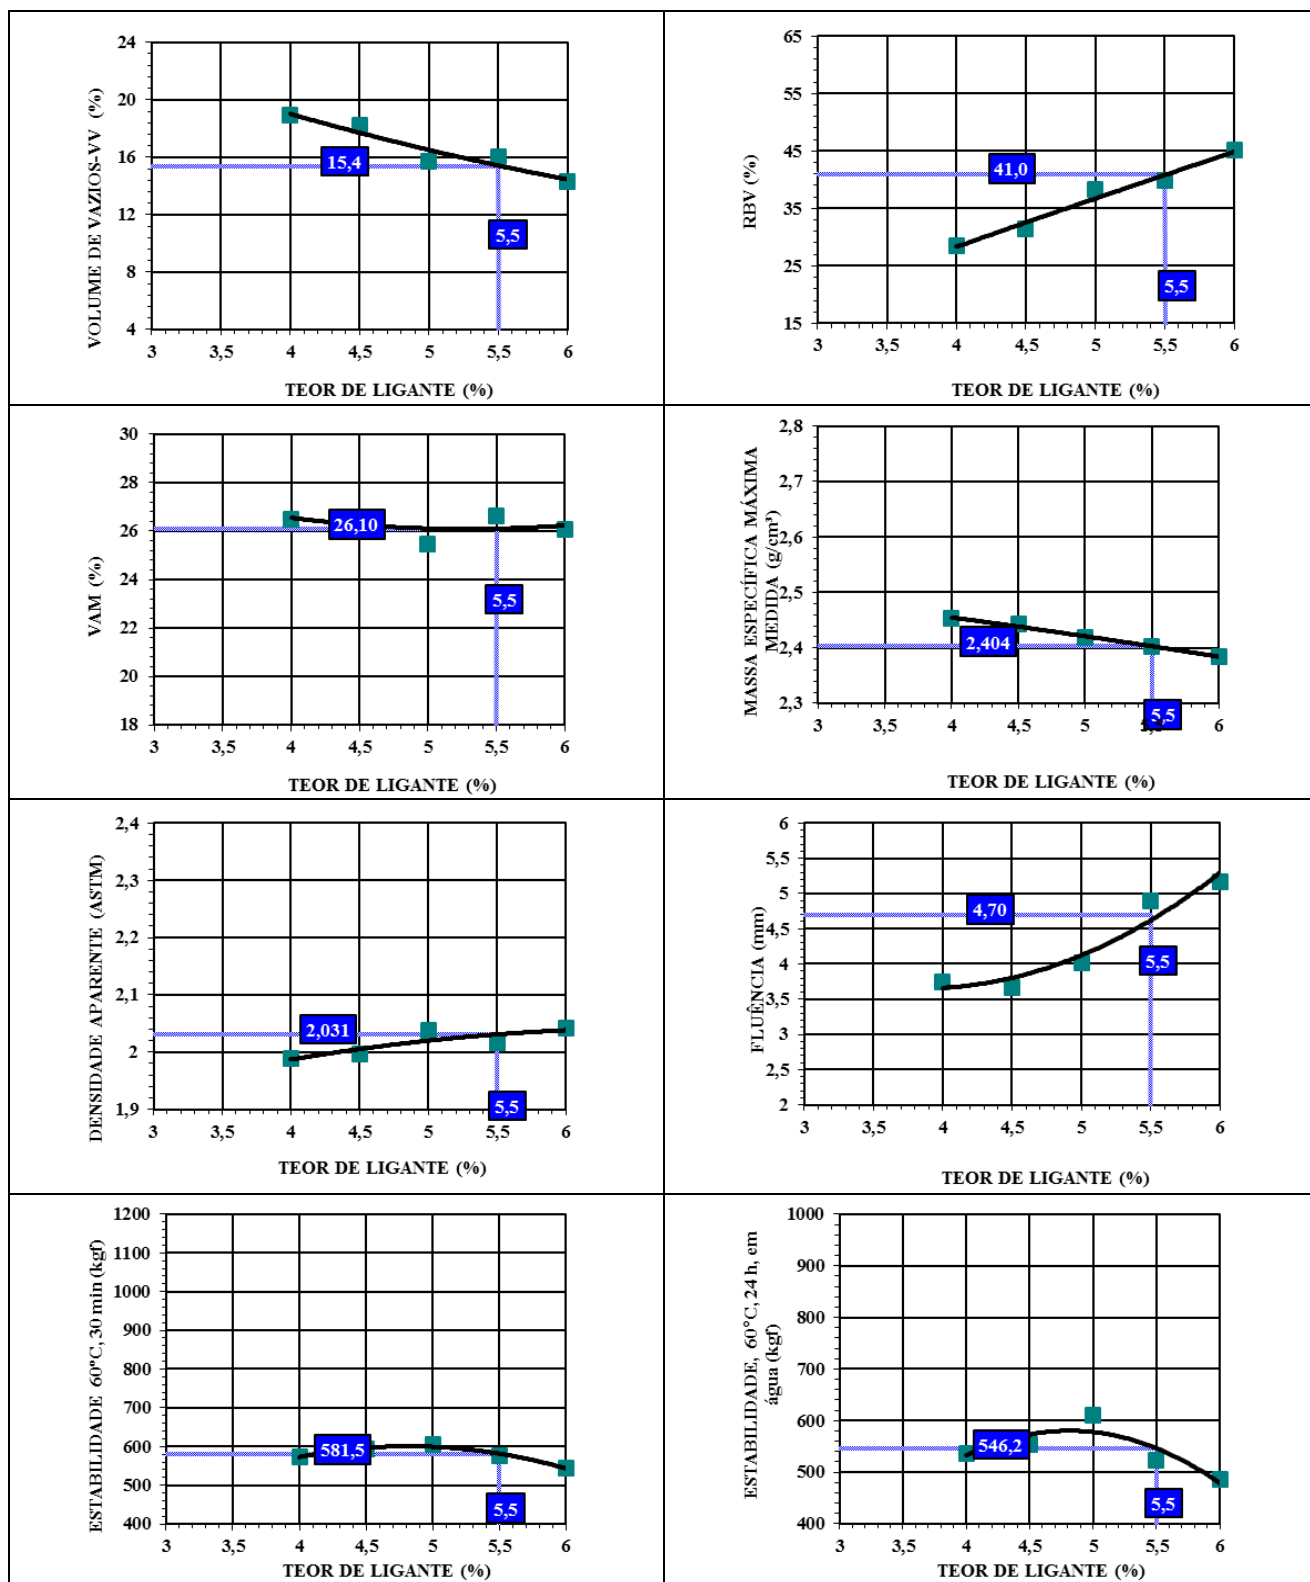 VOLUME DE VAZIOS-VV (%)
24
20
16
12
8
4
15,4
5,5
3 3,5 4 4,5 5 5,5 6
TEOR DE LIGANTE (%)
RBV (%)
65
55
45
35
25
15
41,0
5,5
3 3,5 4 4,5 5 5,5 6
TEOR DE LIGANTE (%)
VAM (%)
30
28
26
24
22
20
18
26,10
5,5
3 3,5 4 4,5 5 5,5 6
TEOR DE LIGANTE (%)
MASSA ESPECÍFICA MÁXIMA
MEDIDA (g/cm³)
2,8
2,7
2,6
2,5
2,4
2,3
2,404
5,5
3 3,5 4 4,5 5 5,5 6
TEOR DE LIGANTE (%)
DENSIDADE APARENTE (ASTM)
2,4
2,3
2,2
2,1
2
1,9
2,031
5,5
3 3,5 4 4,5 5 5,5 6
TEOR DE LIGANTE (%)
FLUÊNCIA (mm)
6
5,5
5
4,5
4
3,5
3
2,5
2
4,70
5,5
3 3,5 4 4,5 5 5,5 6
TEOR DE LIGANTE (%)
ESTABILIDADE 60ºC, 30 min (kgf)
1200
1100
1000
900
800
700
600
500
400
581,5
5,5
3 3,5 4 4,5 5 5,5 6
TEOR DE LIGANTE (%)
ESTABILIDADE, 60°C, 24 h, em
água (kgf)
1000
900
800
700
600
500
400
546,2
5,5
3 3,5 4 4,5 5 5,5 6
TEOR DE LIGANTE (%)